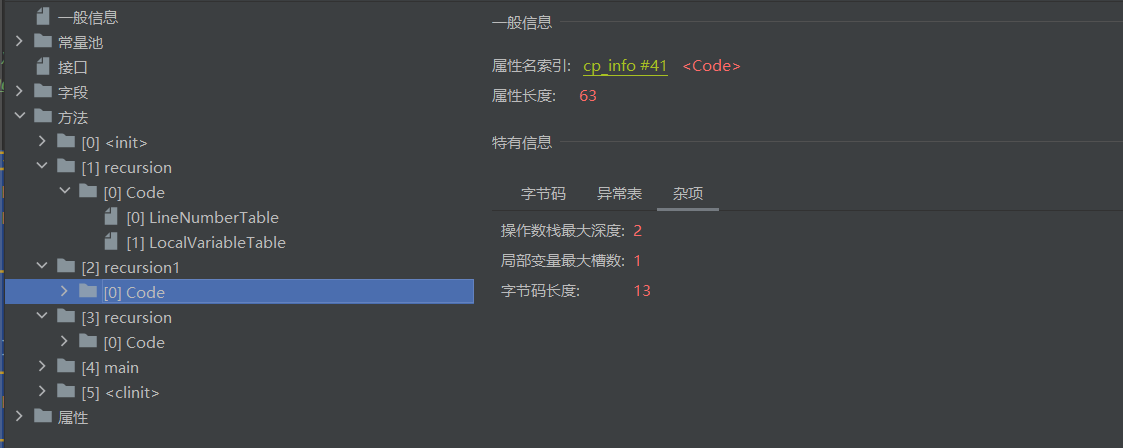 一般信息
常量池
接口
字段
方法
[0] <init>
[1] recursion
[0] Code
[0] LineNumberTable
[1] LocalVariableTable
[2] recursion1
[0] Code
[3] recursion
[0] Code
[4] main
[5] <clinit>
属性
一般信息
属性名索引: cp_info #41 <Code>
属性长度: 63
特有信息
字节码 异常表 杂项
操作数栈最大深度: 2
局部变量最大槽数: 1
字节码长度: 13